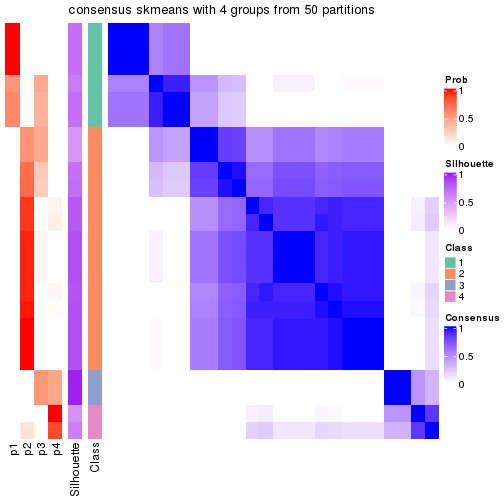 consensus skmeans with 4 groups from 50 partitions
Prob
1
0.5
0
Silhouette
1
0.5
0
Class
1
2
3
4
Consensus
1
0.5
0
p1
p2
p3
p4
Silhouette
Class